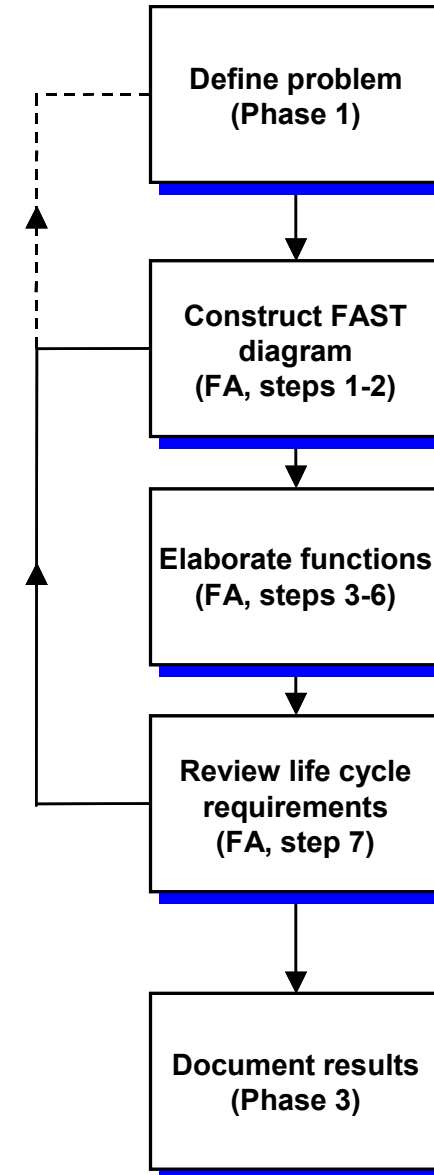 Define problem
(Phase 1)
Construct FAST
diagram
(FA, steps 1-2)
Elaborate functions
(FA, steps 3-6)
Review life cycle
requirements
(FA, step 7)
Document results
(Phase 3)